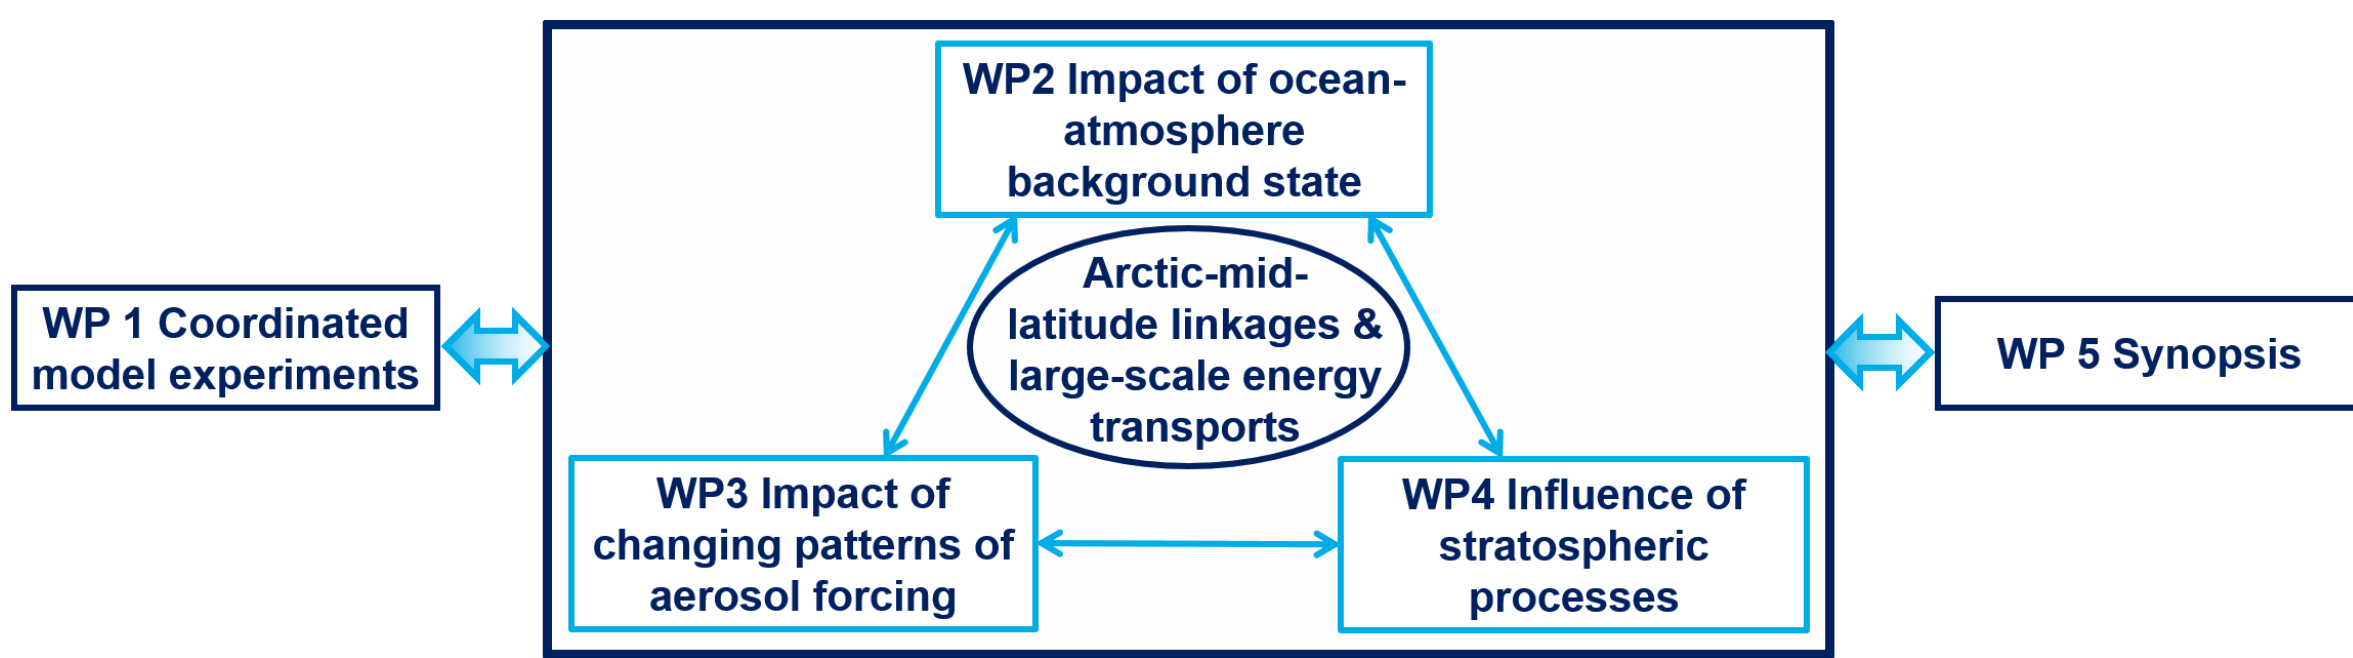 WP2 Impact of ocean-
atmosphere
background state
Arctic-mid-
latitude linkages &
large-scale energy
transports
WP 1 Coordinated
model experiments
WP 5 Synopsis
WP3 Impact of
changing patterns of
aerosol forcing
WP4 Influence of
stratospheric
processes